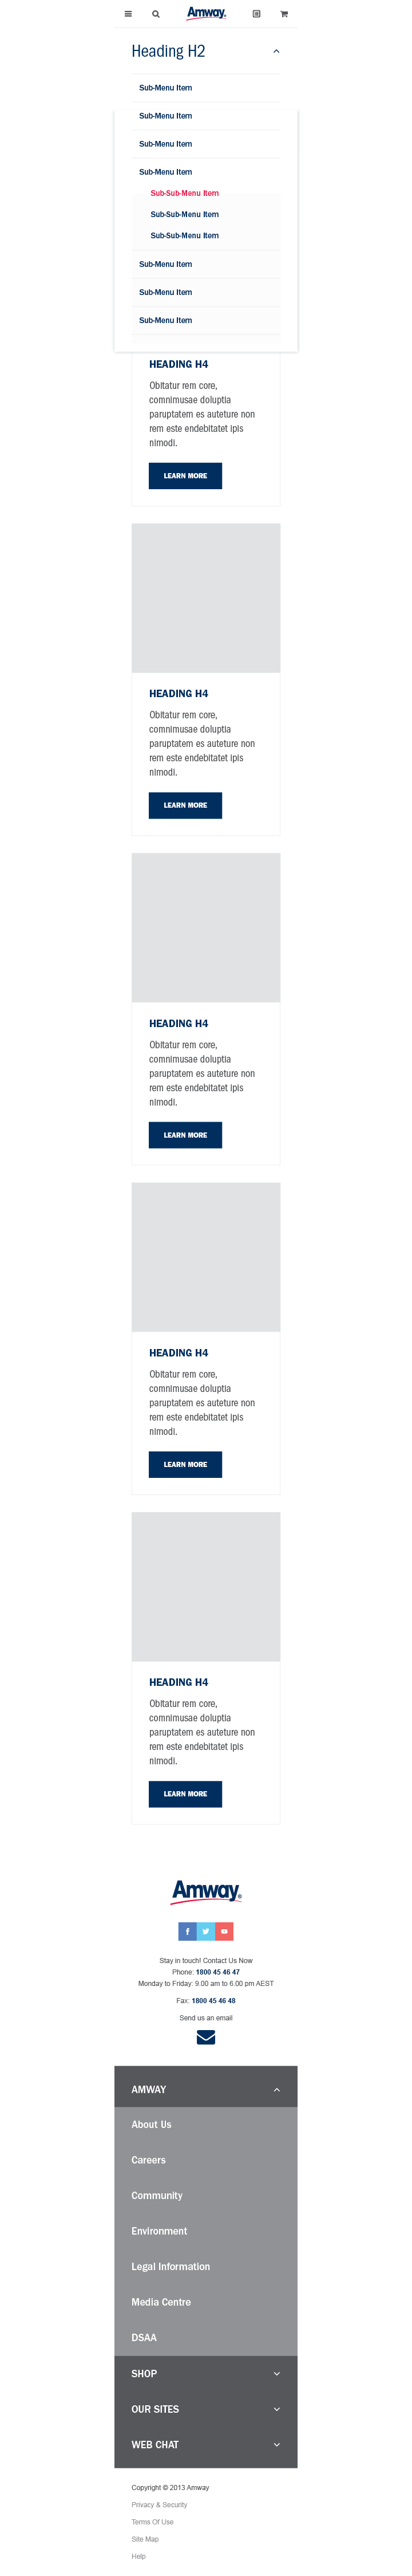 Amway
Heading H2
Sub-Menu Item
Sub-Menu Item
Sub-Menu Item
Sub-Menu Item
Sub-Sub-Menu Item
Sub-Sub-Menu Item
Sub-Sub-Menu Item
Sub-Menu Item
Sub-Menu Item
Sub-Menu Item
HEADING H4
Obitatur rem core,
comnimusae doluptia
paruptatem es auteture non
rem este endebitatet ipis
nimodi.
LEARN MORE
HEADING H4
Obitatur rem core,
comnimusae doluptia
paruptatem es auteture non
rem este endebitatet ipis
nimodi.
LEARN MORE
HEADING H4
Obitatur rem core,
comnimusae doluptia
paruptatem es auteture non
rem este endebitatet ipis
nimodi.
LEARN MORE
HEADING H4
Obitatur rem core,
comnimusae doluptia
paruptatem es auteture non
rem este endebitatet ipis
nimodi.
LEARN MORE
HEADING H4
Obitatur rem core,
comnimusae doluptia
paruptatem es auteture non
rem este endebitatet ipis
nimodi.
LEARN MORE
Amway®
Stay in touch! Contact Us Now
Phone: 1800 45 46 47
Monday to Friday: 9.00 am to 6.00 pm AEST
Fax: 1800 45 46 48
Send us an email
AMWAY
About Us
Careers
Community
Environment
Legal Information
Media Centre
DSAA
SHOP
OUR SITES
WEB CHAT
Copyright © 2013 Amway
Privacy & Security
Terms Of Use
Site Map
Help